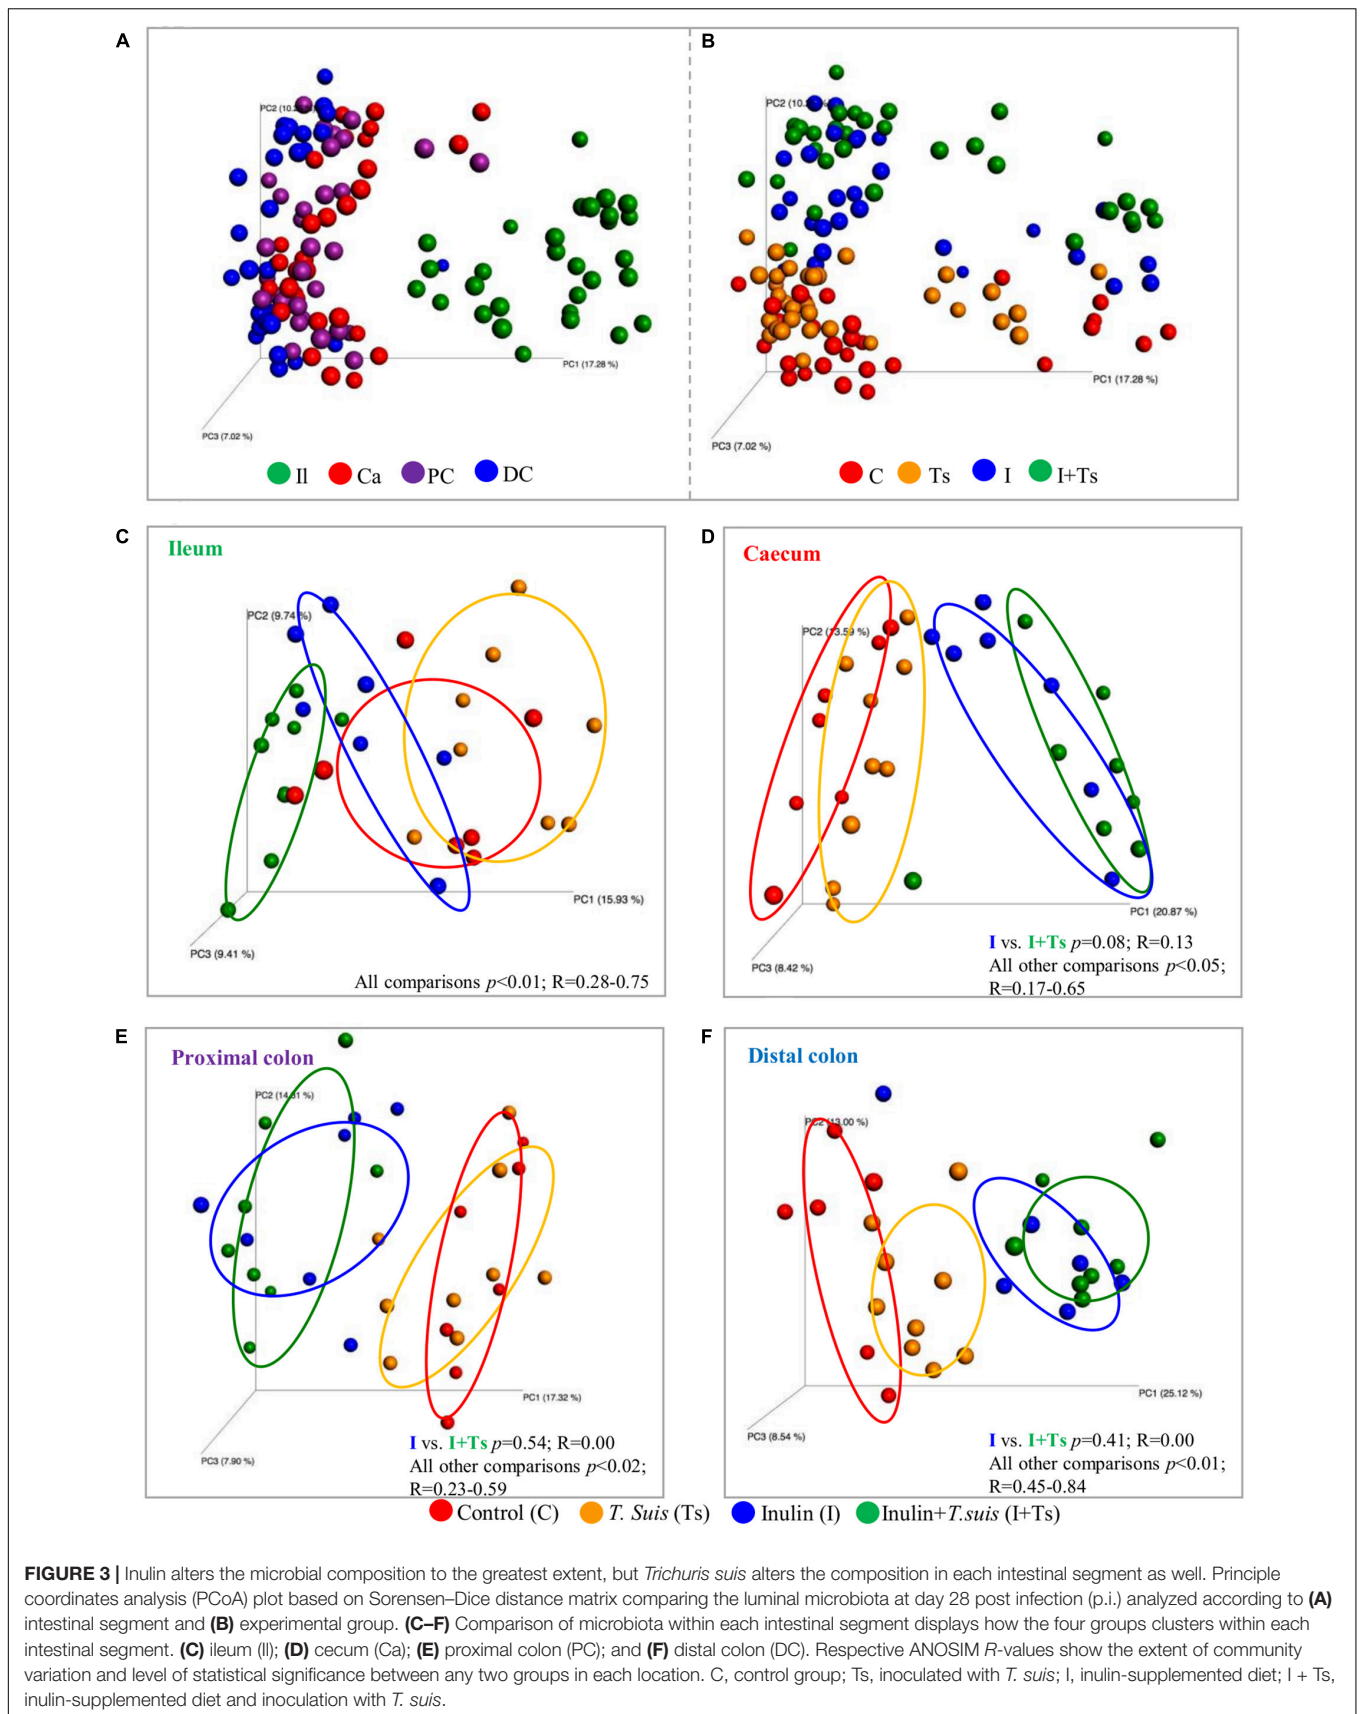 A
B
PC2 (10.
PC2 (10.
PC1 (17.28 %)
PC1 (17.28 %)
PC3 (7.02 %)
PC3 (7.02 %)
Il Ca PC DC
C Ts I I+Ts
C
Ileum
PC2 (9.74 %)
PC1 (15.93 %)
PC3 (9.41 %)
All comparisons p<0.01; R=0.28-0.75
D
Caecum
PC2 (13.59 %)
PC1 (20.87 %)
PC3 (8.42 %)
I vs. I+Ts p=0.08; R=0.13
All other comparisons p<0.05;
R=0.17-0.65
E
Proximal colon
PC2 (14.31 %)
PC1 (17.32 %)
PC3 (7.90 %)
I vs. I+Ts p=0.54; R=0.00
All other comparisons p<0.02;
R=0.23-0.59
F
Distal colon
PC2 (13.00 %)
PC1 (25.12 %)
PC3 (8.54 %)
I vs. I+Ts p=0.41; R=0.00
All other comparisons p<0.01;
R=0.45-0.84
Control (C) T. Suis (Ts) Inulin (I) Inulin+T.suis (I+Ts)
FIGURE 3 | Inulin alters the microbial composition to the greatest extent, but Trichuris suis alters the composition in each intestinal segment as well. Principle
coordinates analysis (PCoA) plot based on Sorensen–Dice distance matrix comparing the luminal microbiota at day 28 post infection (p.i.) analyzed according to (A)
intestinal segment and (B) experimental group. (C–F) Comparison of microbiota within each intestinal segment displays how the four groups clusters within each
intestinal segment. (C) ileum (Il); (D) cecum (Ca); (E) proximal colon (PC); and (F) distal colon (DC). Respective ANOSIM R-values show the extent of community
variation and level of statistical significance between any two groups in each location. C, control group; Ts, inoculated with T. suis; I, inulin-supplemented diet; I + Ts,
inulin-supplemented diet and inoculation with T. suis.